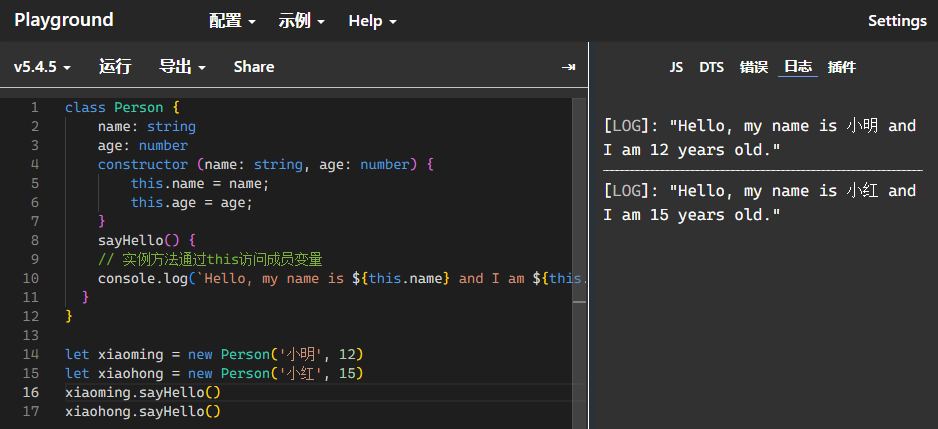 Playground 配置 示例 Help Settings
v5.4.5 运行 导出 Share
JS DTS 错误 日志 插件
1 class Person {
2 name: string
3 age: number
4 constructor (name: string, age: number) {
5 this.name = name;
6 this.age = age;
7 }
8 sayHello() {
9 // 实例方法通过this访问成员变量
10 console.log(`Hello, my name is ${this.name} and I am ${this.
11 }
12 }
13
14 let xiaoming = new Person('小明', 12)
15 let xiaohong = new Person('小红', 15)
16 xiaoming.sayHello()
17 xiaohong.sayHello()
[LOG]: "Hello, my name is 小明 and
I am 12 years old."
[LOG]: "Hello, my name is 小红 and
I am 15 years old."